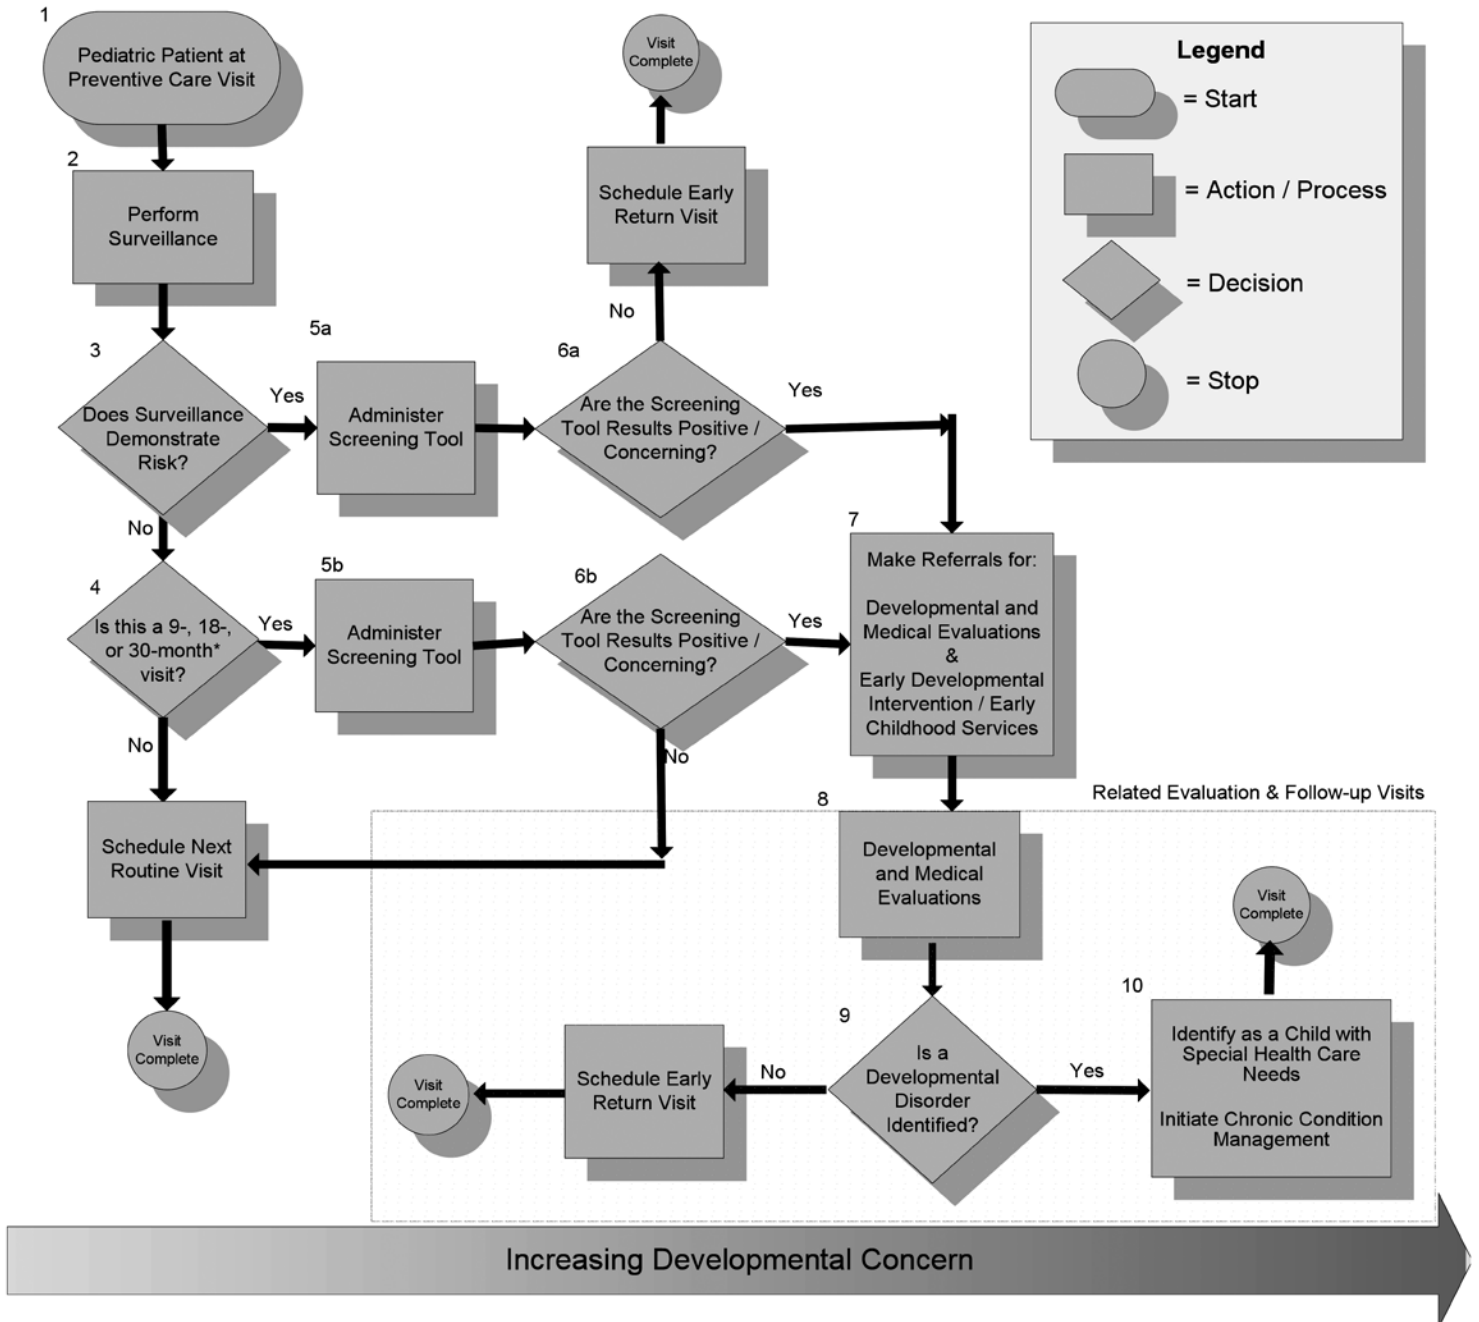 1
Pediatric Patient at
Preventive Care Visit
2
Perform
Surveillance
3
Does Surveillance
Demonstrate
Risk?
Yes
No
5a
Administer
Screening Tool
6a
Are the Screening
Tool Results Positive /
Concerning?
No
Yes
Schedule Early
Return Visit
Visit
Complete
Legend
= Start
= Action / Process
= Decision
= Stop
4
Is this a 9-, 18-,
or 30-month*
visit?
Yes
No
5b
Administer
Screening Tool
6b
Are the Screening
Tool Results Positive /
Concerning?
Yes
No
7
Make Referrals for:
Developmental and
Medical Evaluations
&
Early Developmental
Intervention / Early
Childhood Services
Schedule Next
Routine Visit
Visit
Complete
Related Evaluation & Follow-up Visits
8
Developmental
and Medical
Evaluations
9
Is a
Developmental
Disorder
Identified?
No
Schedule Early
Return Visit
Visit
Complete
Yes
10
Identify as a Child with
Special Health Care
Needs
Initiate Chronic Condition
Management
Visit
Complete
Increasing Developmental Concern